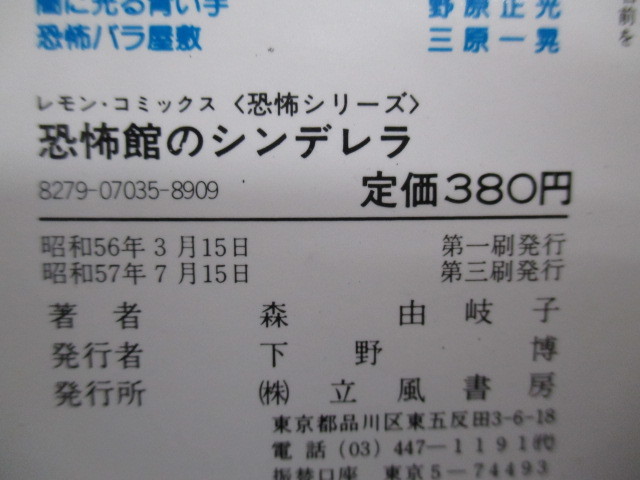 闇に光る青い手 野原正光
恐怖バラ屋敷 三原一晃
レモン・コミックス〈恐怖シリーズ〉
恐怖館のシンデレラ
8279-07035-8909 定価380円
昭和56年3月15日 第一刷発行
昭和57年7月15日 第三刷発行
著者 森由岐子
発行者 下野博
発行所 ㈱立風書房
東京都品川区東五反田3-6-18
電話(03)447-1191㈹
振替口座 東京5-74493